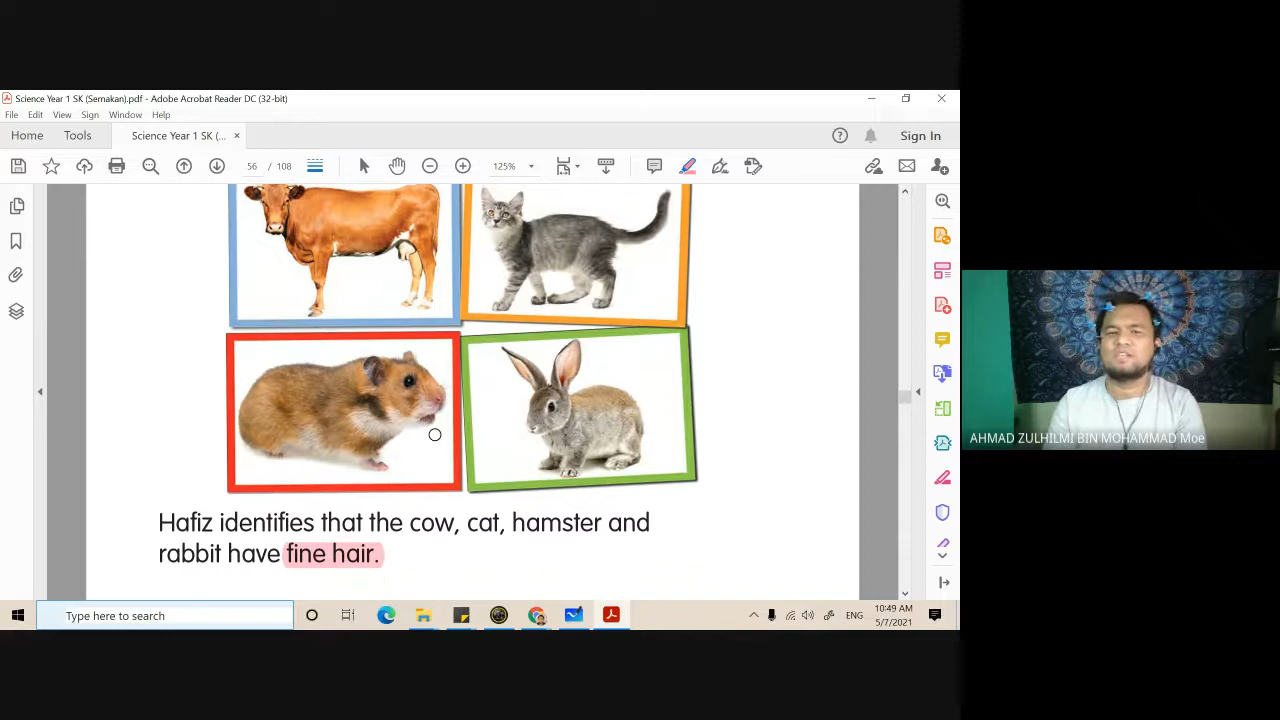 Science Year 1 SK (Semakan).pdf - Adobe Acrobat Reader DC (32-bit)
File Edit View Sign Window Help
Home Tools Science Year 1 SK (... × Sign In
56 / 108 125%
Hafiz identifies that the cow, cat, hamster and
rabbit have fine hair.
AHMAD ZULHILMI BIN MOHAMMAD Moe
Type here to search
ENG
10:49 AM
5/7/2021